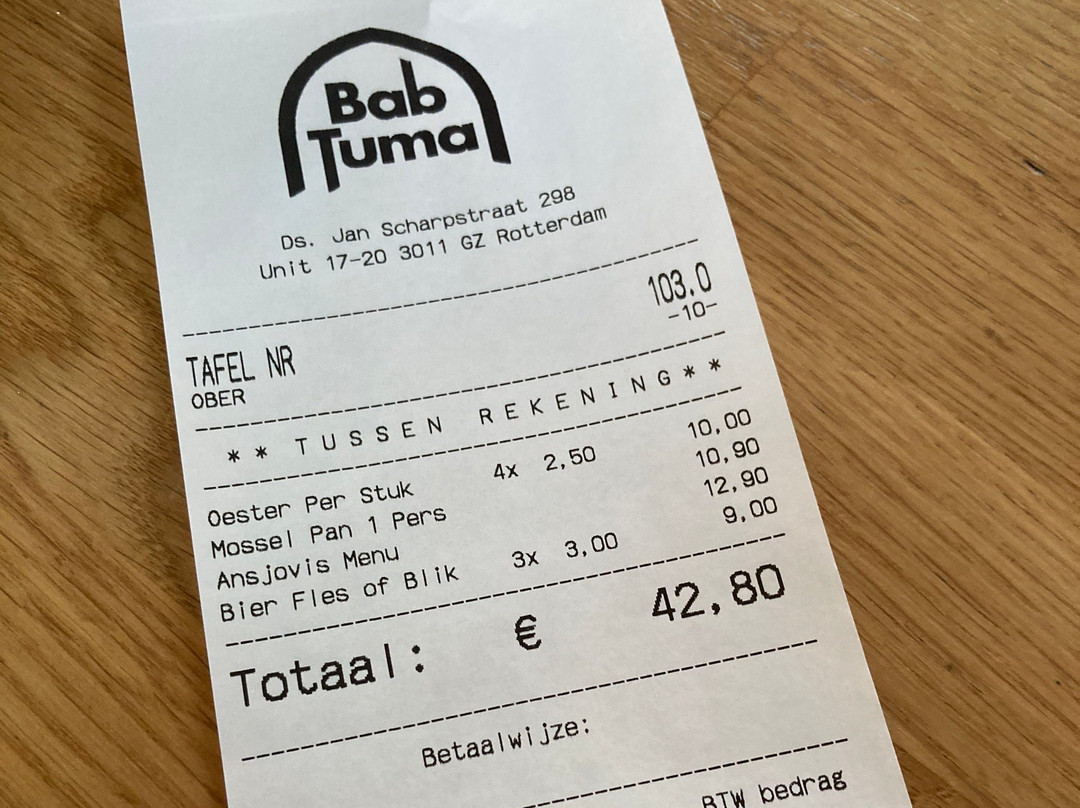 Bab
Tuma
Ds. Jan Scharpstraat 298
Unit 17-20 3011 GZ Rotterdam
TAFEL NR 103.0
OBER -10-
** TUSSEN REKENING**
Oester Per Stuk 4x 2,50 10,00
Mossel Pan 1 Pers 10,90
Ansjovis Menu 12,90
Bier Fles of Blik 3x 3,00 9,00
Totaal: € 42,80
Betaalwijze:
BTW bedrag